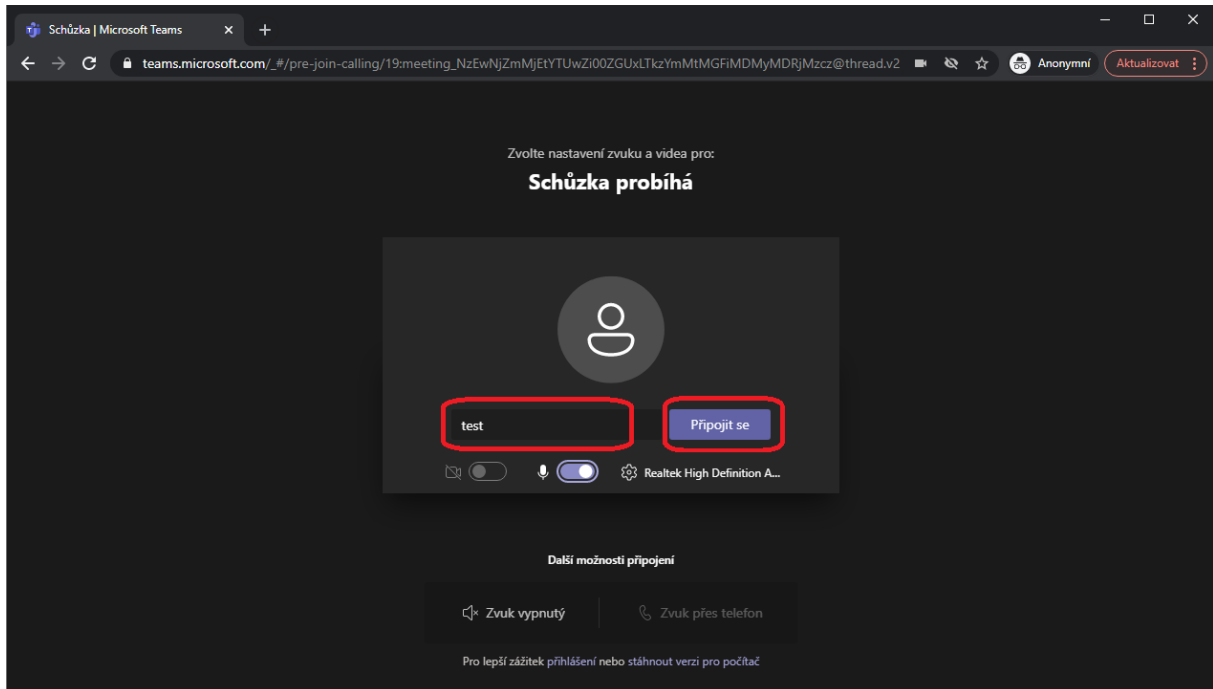 Schůzka | Microsoft Teams
teams.microsoft.com/_#/pre-join-calling/19:meeting_NzEwNjZmMjEtYTUwZi00ZGUxLTkzYmMtMGFiMDMyMDRjMzcz@thread.v2 Anonymní Aktualizovat
Zvolte nastavení zvuku a videa pro:
Schůzka probíhá
test Připojit se
Realtek High Definition A...
Další možnosti připojení
Zvuk vypnutý Zvuk přes telefon
Pro lepší zážitek přihlášení nebo stáhnout verzi pro počítač